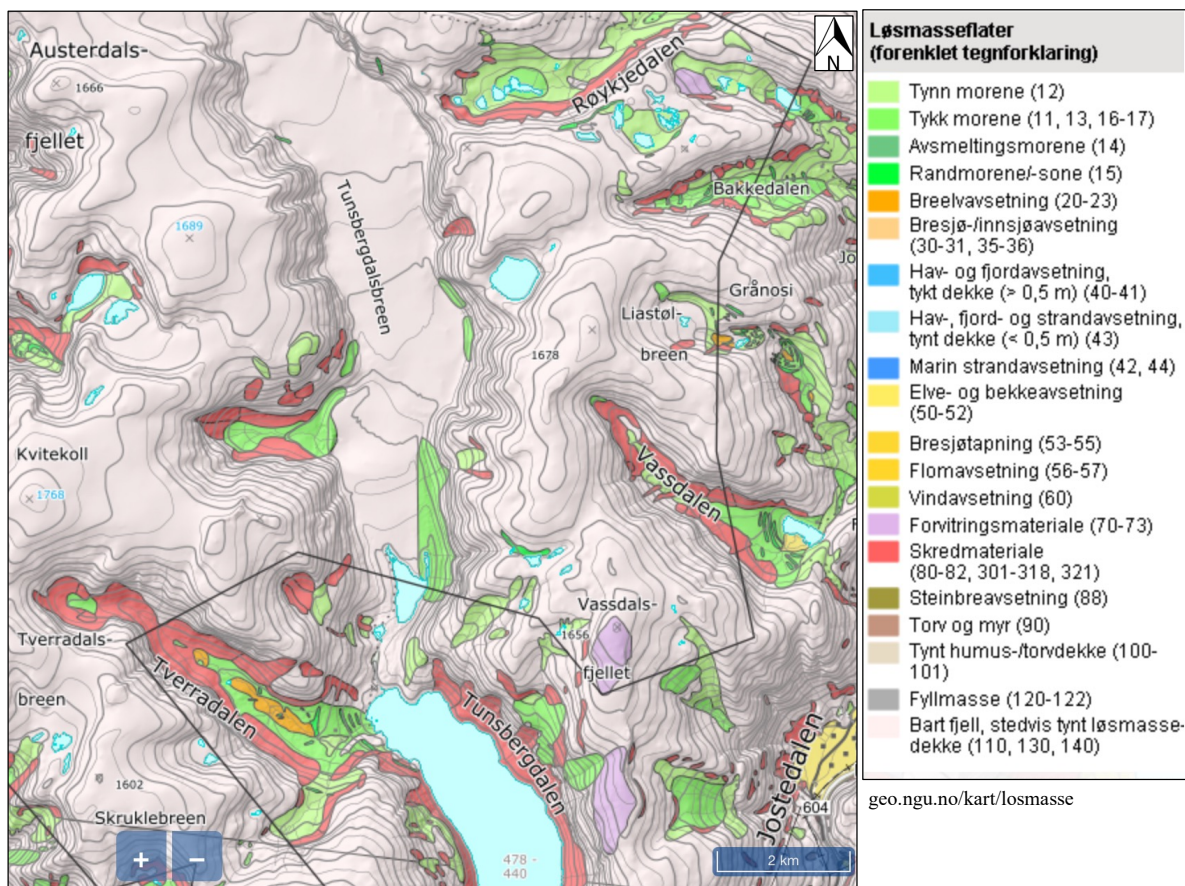 Austerdals-
1666
fjellet
Røykjedalen
N
Bakkedalen
1689
Tunsbergdalsbreen
Grånosi
Liastøl-
breen
1678
Kvitekoll
1768
Vassdalen
Vassdals-
1656
fjellet
Tverradals-
breen
Tverradalen
Tunsbergdalen
Jostedalen
1602
Skruklebreen
604
478 -
440
+ −
2 km
Løsmasseflater
(forenklet tegnforklaring)
Tynn morene (12)
Tykk morene (11, 13, 16-17)
Avsmeltingsmorene (14)
Randmorene/-sone (15)
Breelvavsetning (20-23)
Bresjø-/innsjøavsetning
(30-31, 35-36)
Hav- og fjordavsetning,
tykt dekke (> 0,5 m) (40-41)
Hav-, fjord- og strandavsetning,
tynt dekke (< 0,5 m) (43)
Marin strandavsetning (42, 44)
Elve- og bekkeavsetning
(50-52)
Bresjøtapning (53-55)
Flomavsetning (56-57)
Vindavsetning (60)
Forvitringsmateriale (70-73)
Skredmateriale
(80-82, 301-318, 321)
Steinbreavsetning (88)
Torv og myr (90)
Tynt humus-/torvdekke (100-
101)
Fyllmasse (120-122)
Bart fjell, stedvis tynt løsmasse-
dekke (110, 130, 140)
geo.ngu.no/kart/losmasse